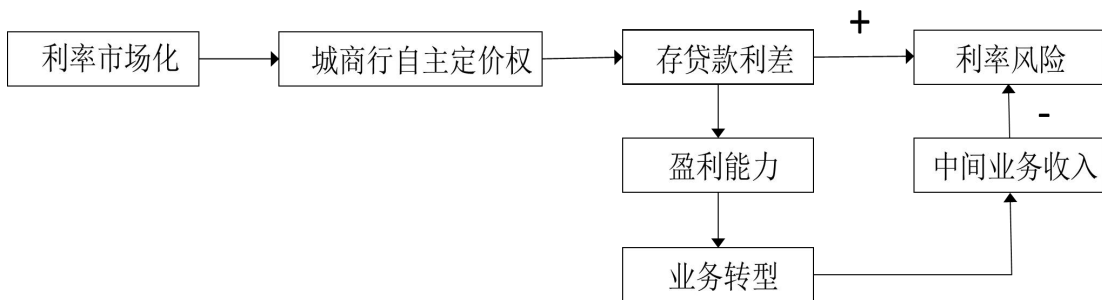 利率市场化
城商行自主定价权
存贷款利差
+
利率风险
-
盈利能力
中间业务收入
业务转型